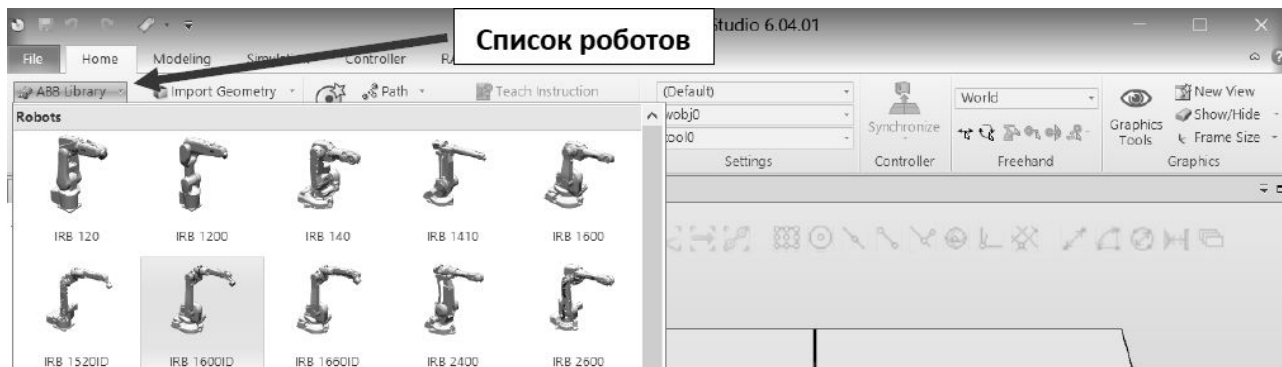 Studio 6.04.01
Список роботов
File Home Modeling Simulation Controller RA
ABB Library Import Geometry Path Teach Instruction (Default) World New View
Robots wobj0 Synchronize Graphics Tools Show/Hide
tool0 Frame Size
Settings Controller Freehand Graphics
IRB 120 IRB 1200 IRB 140 IRB 1410 IRB 1600
IRB 1520ID IRB 1600ID IRB 1660ID IRB 2400 IRB 2600